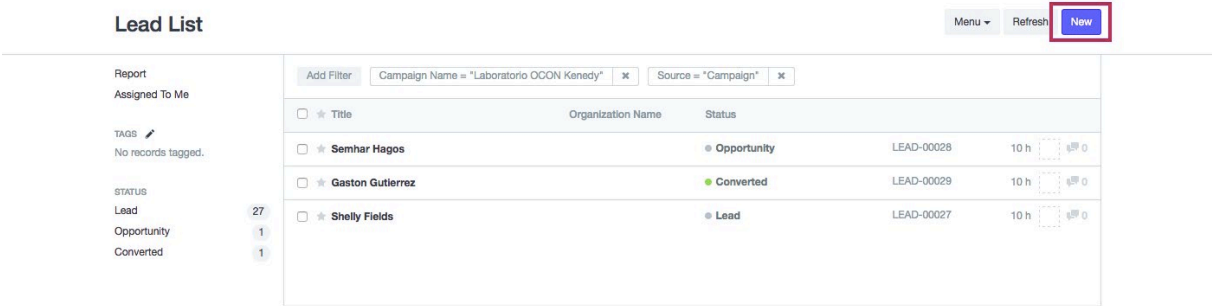 Lead List
Menu Refresh New
Report
Assigned To Me
TAGS
No records tagged.
STATUS
Lead 27
Opportunity 1
Converted 1
Add Filter Campaign Name = "Laboratorio OCON Kenedy" × Source = "Campaign" ×
Title Organization Name Status
Semhar Hagos Opportunity LEAD-00028 10 h 0
Gaston Gutierrez Converted LEAD-00029 10 h 0
Shelly Fields Lead LEAD-00027 10 h 0